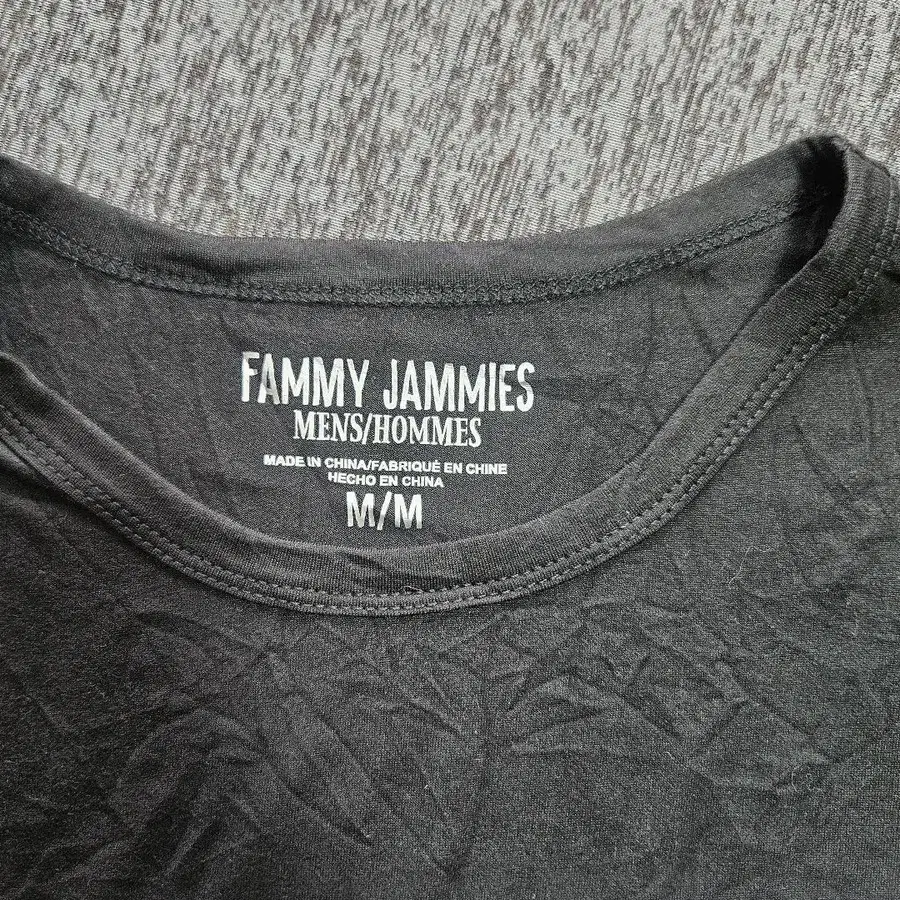 FAMMY JAMMIES
MENS/HOMMES
MADE IN CHINA/FABRIQUÉ EN CHINE
HECHO EN CHINA
M/M